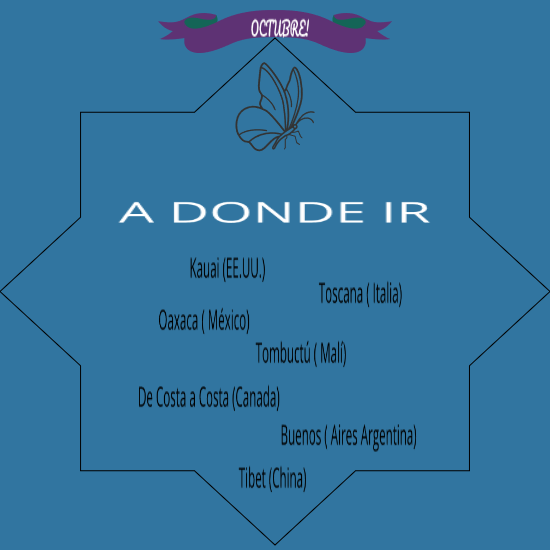 OCTUBRE!
A DONDE IR
Kauai (EE.UU.)
Toscana ( Italia)
Oaxaca ( México)
Tombuctú ( Malí)
De Costa a Costa (Canada)
Buenos ( Aires Argentina)
Tibet (China)